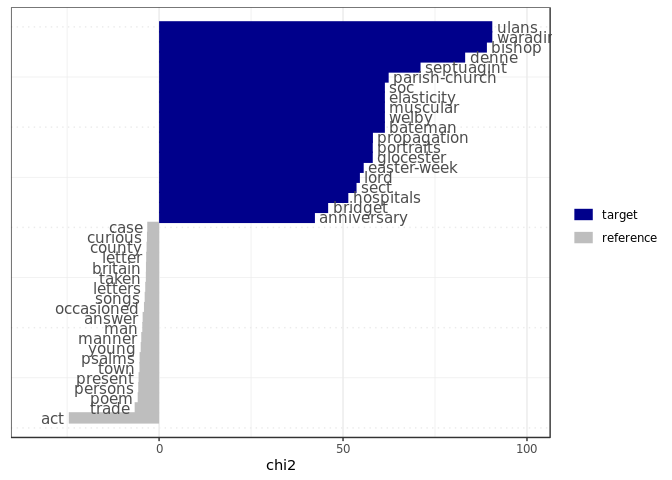 ulans
waradin
bishop
denne
septuagint
parish-church
soc
elasticity
muscular
welby
bateman
propagation
portraits
glocester
easter-week
lord
sect
hospitals
bridget
anniversary
case
curious
county
letter
britain
taken
letters
songs
occasioned
answer
man
manner
young
psalms
town
present
persons
poem
trade
act
target
reference
0
50
100
chi2